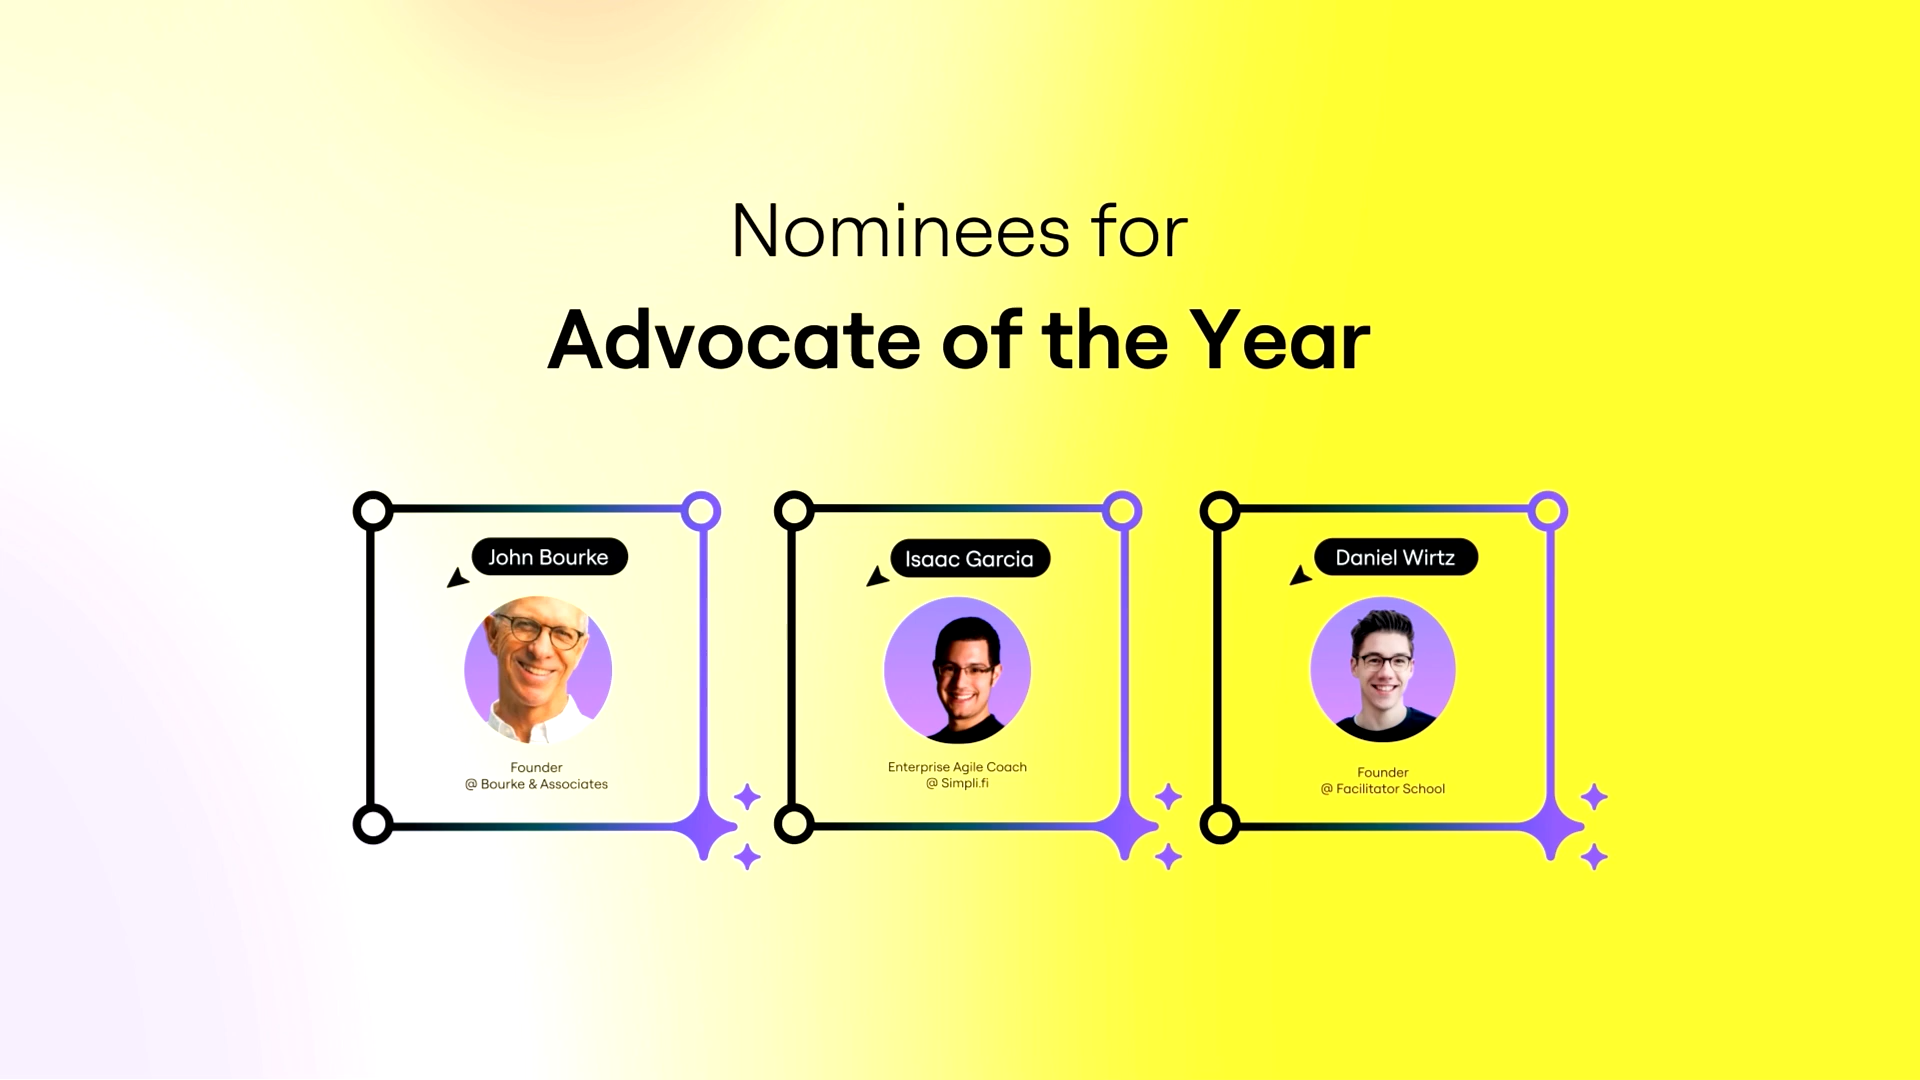 Nominees for
Advocate of the Year
John Bourke
Founder
@ Bourke & Associates
Isaac Garcia
Enterprise Agile Coach
@ Simpli.fi
Daniel Wirtz
Founder
@ Facilitator School